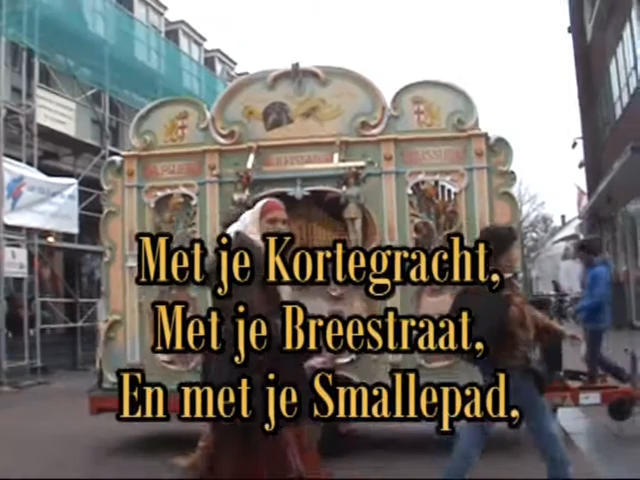 Met je Kortegracht,
Met je Breestraat,
En met je Smallepad,